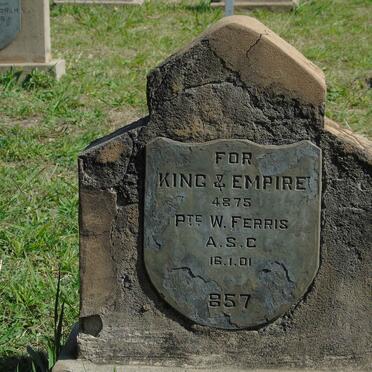 FOR
KING & EMPIRE
4875
PTE W. FERRIS
A.S.C
16.1.01
857